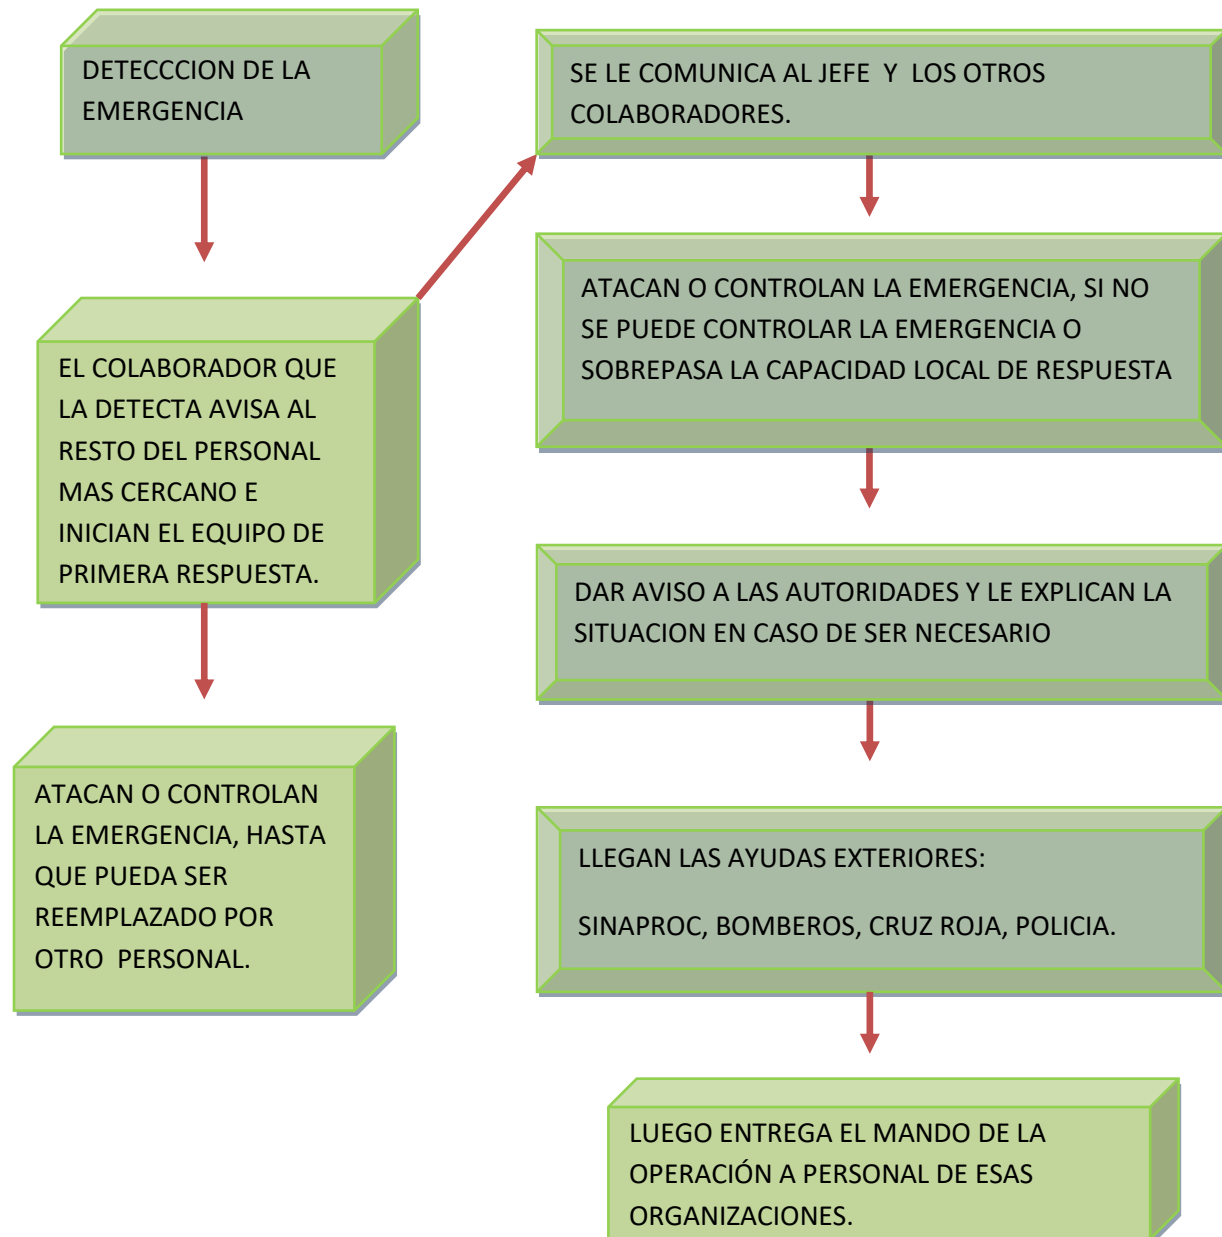 DETECCCION DE LA
EMERGENCIA
EL COLABORADOR QUE
LA DETECTA AVISA AL
RESTO DEL PERSONAL
MAS CERCANO E
INICIAN EL EQUIPO DE
PRIMERA RESPUESTA.
ATACAN O CONTROLAN
LA EMERGENCIA, HASTA
QUE PUEDA SER
REEMPLAZADO POR
OTRO PERSONAL.
SE LE COMUNICA AL JEFE Y LOS OTROS
COLABORADORES.
ATACAN O CONTROLAN LA EMERGENCIA, SI NO
SE PUEDE CONTROLAR LA EMERGENCIA O
SOBREPASA LA CAPACIDAD LOCAL DE RESPUESTA
DAR AVISO A LAS AUTORIDADES Y LE EXPLICAN LA
SITUACION EN CASO DE SER NECESARIO
LLEGAN LAS AYUDAS EXTERIORES:
SINAPROC, BOMBEROS, CRUZ ROJA, POLICIA.
LUEGO ENTREGA EL MANDO DE LA
OPERACIÓN A PERSONAL DE ESAS
ORGANIZACIONES.